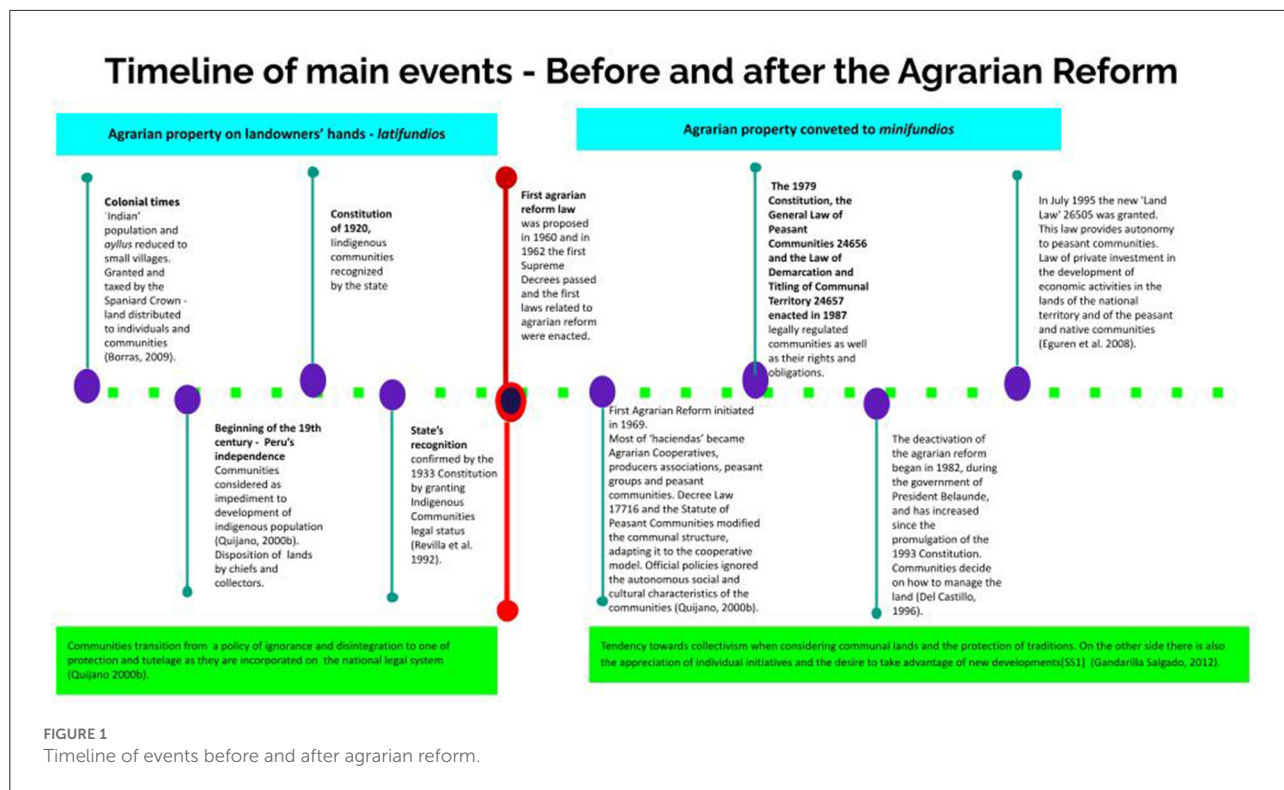 Timeline of main events - Before and after the Agrarian Reform
Agrarian property on landowners' hands - latifundios
Agrarian property conveted to minifundios
Colonial times
'Indian'
population and
ayllus reduced to
small villages.
Granted and
taxed by the
Spaniard Crown -
land distributed
to individuals and
communities
(Borras, 2009).
Constitution
of 1920,
Iindigenous
communities
recognized
by the state
First agrarian
reform law
was proposed
in 1960 and in
1962 the first
Supreme
Decrees passed
and the first
laws related to
agrarian reform
were enacted.
The 1979
Constitution, the
General Law of
Peasant
Communities 24656
and the Law of
Demarcation and
Titling of Communal
Territory 24657
enacted in 1987
legally regulated
communities as well
as their rights and
obligations.
In July 1995 the new 'Land
Law' 26505 was granted.
This law provides autonomy
to peasant communities.
Law of private investment in
the development of
economic activities in the
lands of the national
territory and of the peasant
and native communities
(Eguren et al. 2008).
Beginning of the 19th
century - Peru's
independence
Communities
considered as
impediment to
development of
indigenous population
(Quijano, 2000b).
Disposition of lands
by chiefs and
collectors.
State's
recognition
confirmed by the
1933 Constitution
by granting
Indigenous
Communities
legal status
(Revilla et al.
1992).
First Agrarian Reform initiated
in 1969.
Most of 'haciendas' became
Agrarian Cooperatives,
producers associations, peasant
groups and peasant
communities. Decree Law
17716 and the Statute of
Peasant Communities modified
the communal structure,
adapting it to the cooperative
model. Official policies ignored
the autonomous social and
cultural characteristics of the
communities (Quijano, 2000b).
The deactivation of
the agrarian reform
began in 1982, during
the government of
President Belaunde,
and has increased
since the
promulgation of the
1993 Constitution.
Communities decide
on how to manage the
land (Del Castillo,
1996).
Communities transition from a policy of ignorance and disintegration to one of
protection and tutelage as they are incorporated on the national legal system
(Quijano 2000b).
Tendency towards collectivism when considering communal lands and the protection of traditions. On the other side there is also
the appreciation of individual initiatives and the desire to take advantage of new developments[SS1] (Gandarilla Salgado, 2012).
FIGURE 1
Timeline of events before and after agrarian reform.